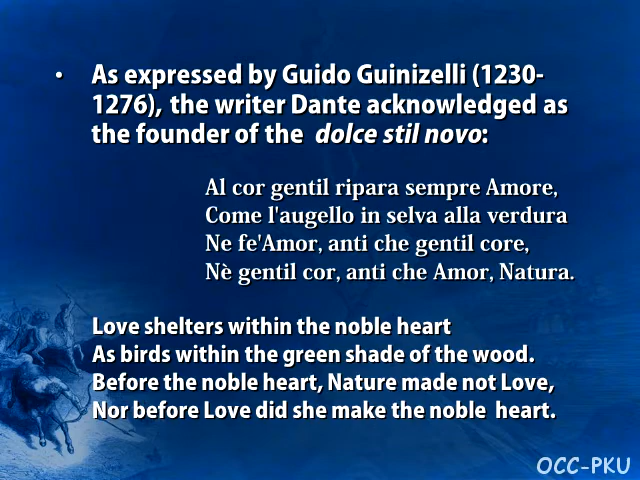 • As expressed by Guido Guinizelli (1230-
1276), the writer Dante acknowledged as
the founder of the dolce stil novo:
Al cor gentil ripara sempre Amore,
Come l'augello in selva alla verdura
Ne fe'Amor, anti che gentil core,
Nè gentil cor, anti che Amor, Natura.
Love shelters within the noble heart
As birds within the green shade of the wood.
Before the noble heart, Nature made not Love,
Nor before Love did she make the noble heart.
OCC-PKU